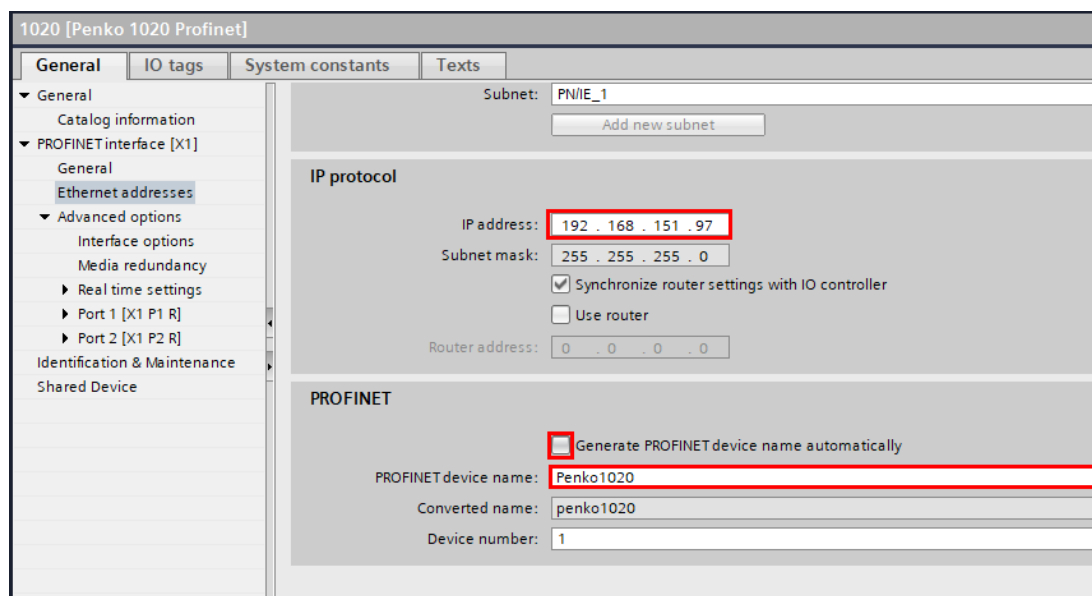 1020 [Penko 1020 Profinet]
General IO tags System constants Texts
General
Catalog information
PROFINET interface [X1]
General
Ethernet addresses
Advanced options
Interface options
Media redundancy
Real time settings
Port 1 [X1 P1 R]
Port 2 [X1 P2 R]
Identification & Maintenance
Shared Device
Subnet: PN/IE_1
Add new subnet
IP protocol
IP address: 192 . 168 . 151 . 97
Subnet mask: 255 . 255 . 255 . 0
Synchronize router settings with IO controller
Use router
Router address: 0 . 0 . 0 . 0
PROFINET
Generate PROFINET device name automatically
PROFINET device name: Penko1020
Converted name: penko1020
Device number: 1